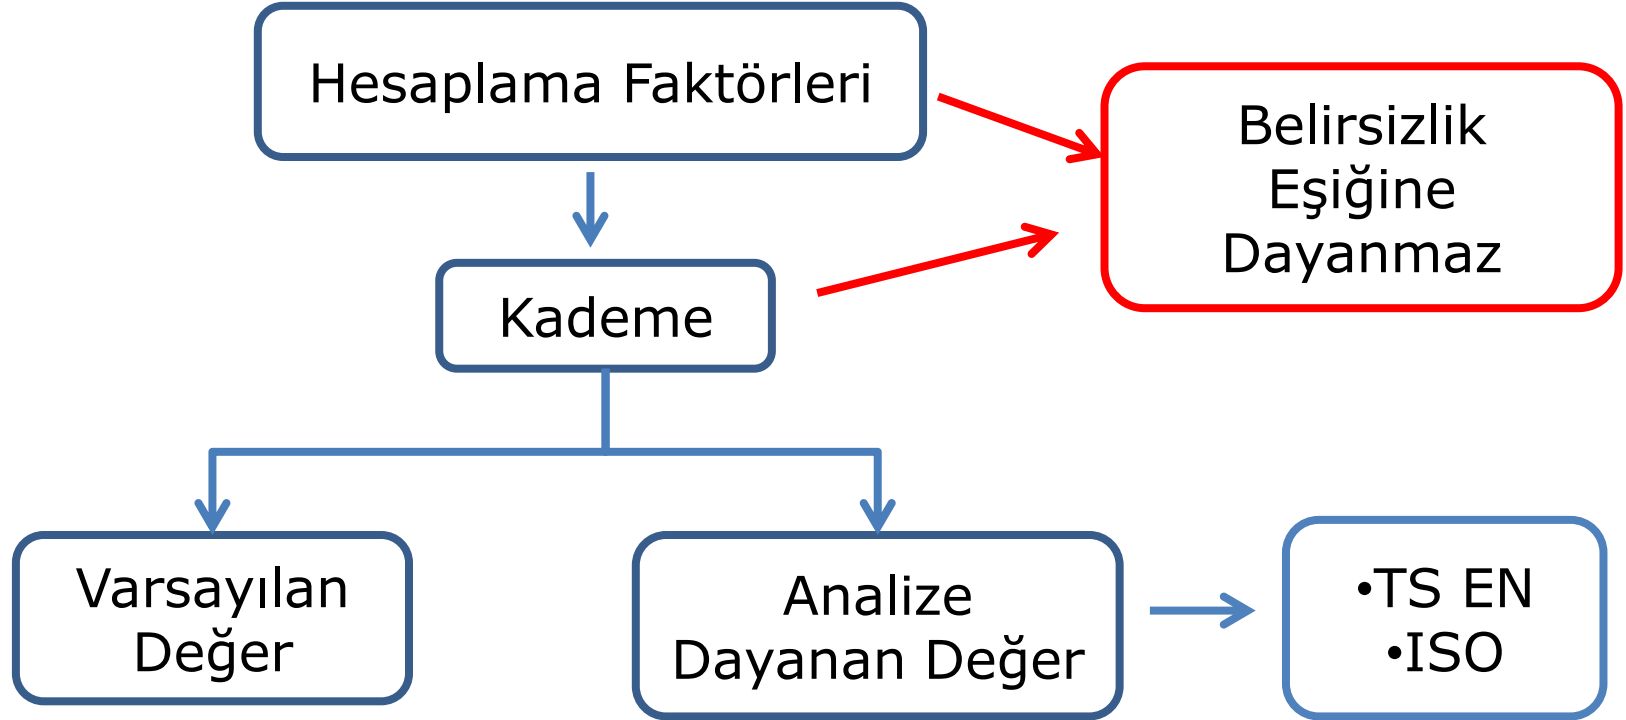 Hesaplama Faktörleri
Belirsizlik
Eşiğine
Dayanmaz
Kademe
Varsayılan
Değer
Analize
Dayanan Değer
•TS EN
•ISO